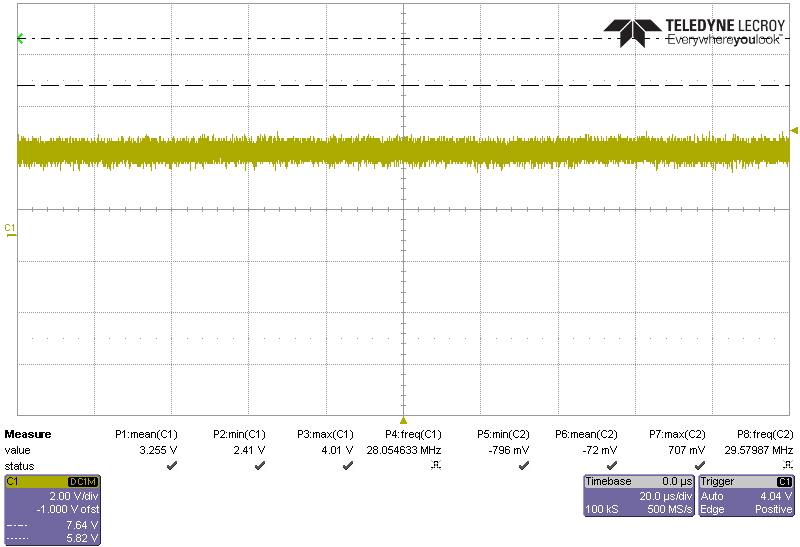 TELEDYNE LECROY
Everywhereyoulook™
C1
Measure P1:mean(C1) P2:min(C1) P3:max(C1) P4:freq(C1) P5:min(C2) P6:mean(C2) P7:max(C2) P8:freq(C2)
value 3.255 V 2.41 V 4.01 V 28.054633 MHz -796 mV -72 mV 707 mV 29.57987 MHz
status
C1 DC1M
2.00 V/div
-1.000 V ofst
7.64 V
5.82 V
Timebase 0.0 µs
20.0 µs/div
100 kS 500 MS/s
Trigger C1
Auto 4.04 V
Edge Positive